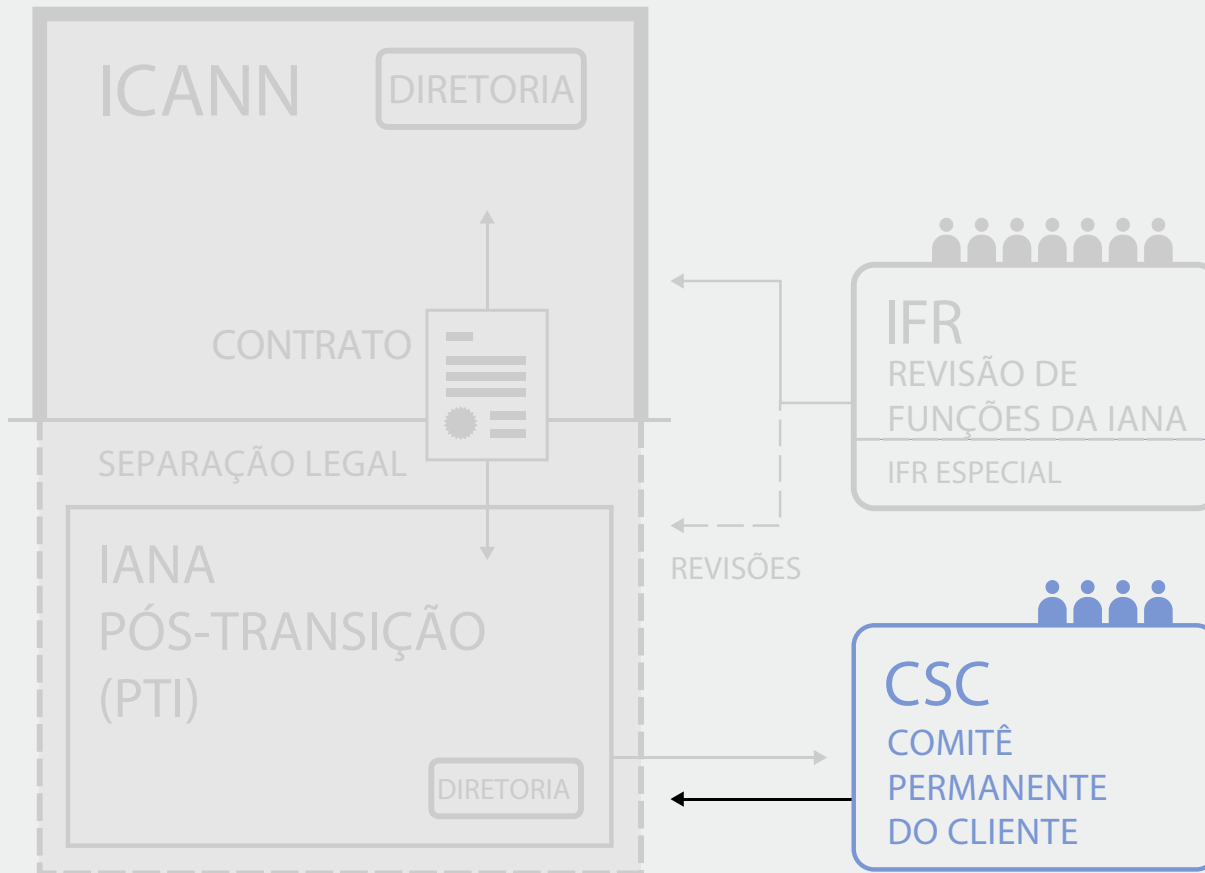 ICANN
DIRETORIA
CONTRATO
SEPARAÇÃO LEGAL
IANA
PÓS-TRANSIÇÃO
(PTI)
DIRETORIA
IFR
REVISÃO DE
FUNÇÕES DA IANA
IFR ESPECIAL
REVISÕES
CSC
COMITÊ
PERMANENTE
DO CLIENTE